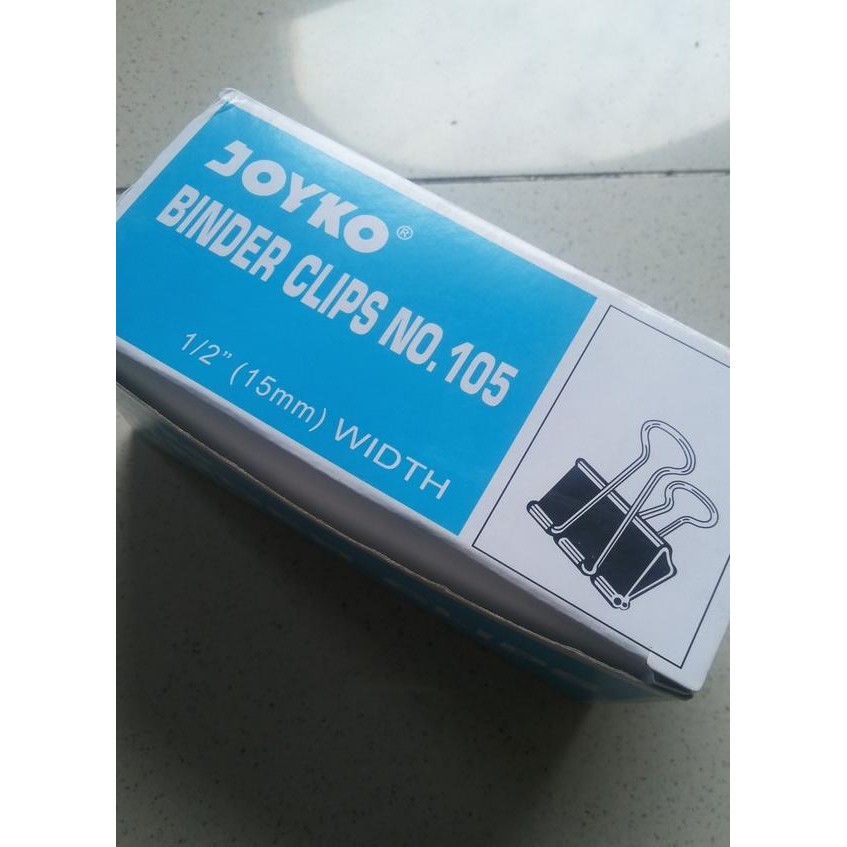 JOYKO®
BINDER CLIPS NO. 105
1/2" (15mm) WIDTH